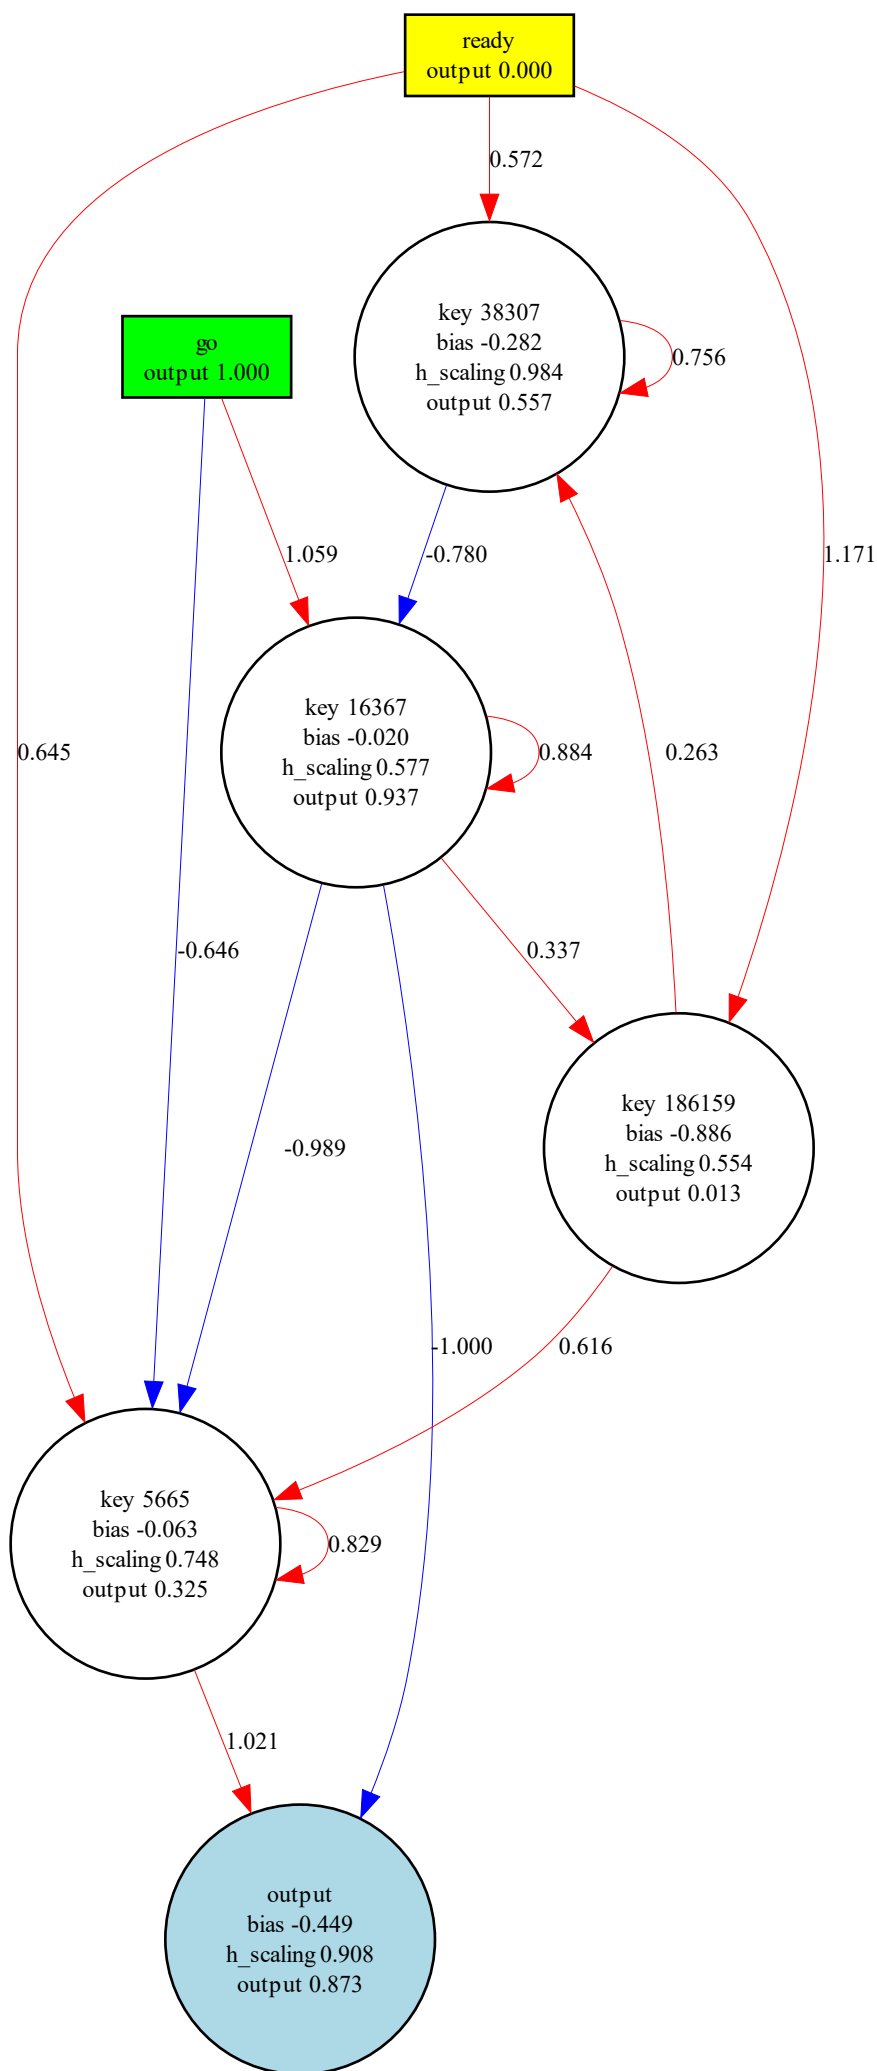 ready
output 0.000
0.572
key 38307
bias -0.282
h_scaling 0.984
output 0.557
0.756
go
output 1.000
1.059
-0.780
1.171
key 16367
bias -0.020
h_scaling 0.577
output 0.937
0.884
0.645
0.263
-0.646
0.337
-0.989
key 186159
bias -0.886
h_scaling 0.554
output 0.013
-1.000
0.616
key 5665
bias -0.063
h_scaling 0.748
output 0.325
0.829
1.021
output
bias -0.449
h_scaling 0.908
output 0.873